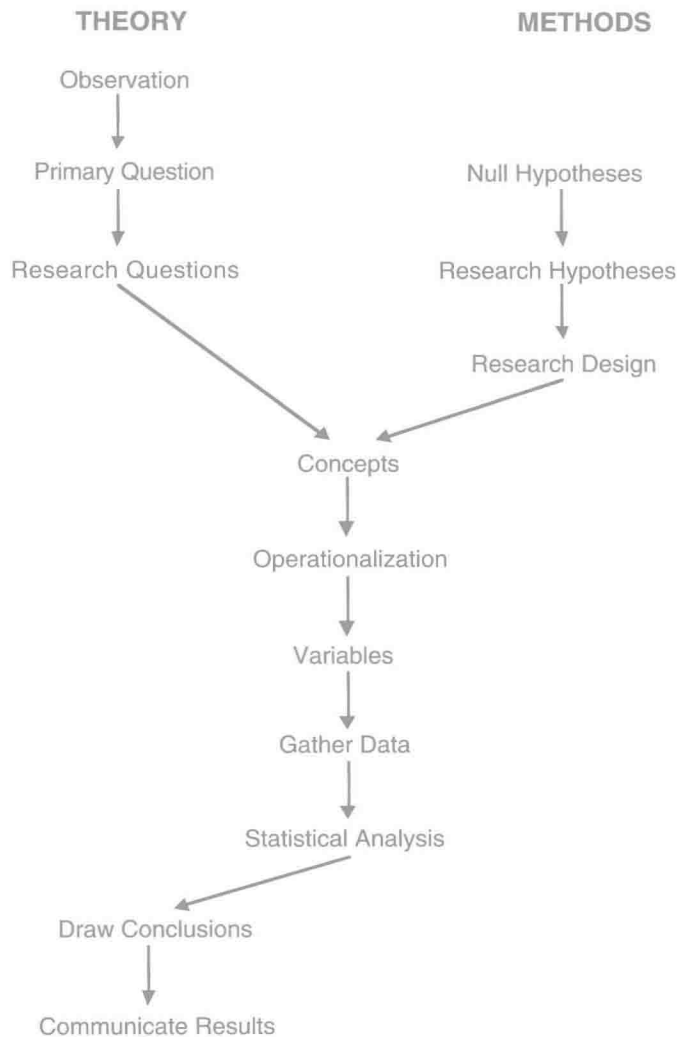 THEORY
METHODS
Observation
Primary Question
Null Hypotheses
Research Questions
Research Hypotheses
Research Design
Concepts
Operationalization
Variables
Gather Data
Statistical Analysis
Draw Conclusions
Communicate Results